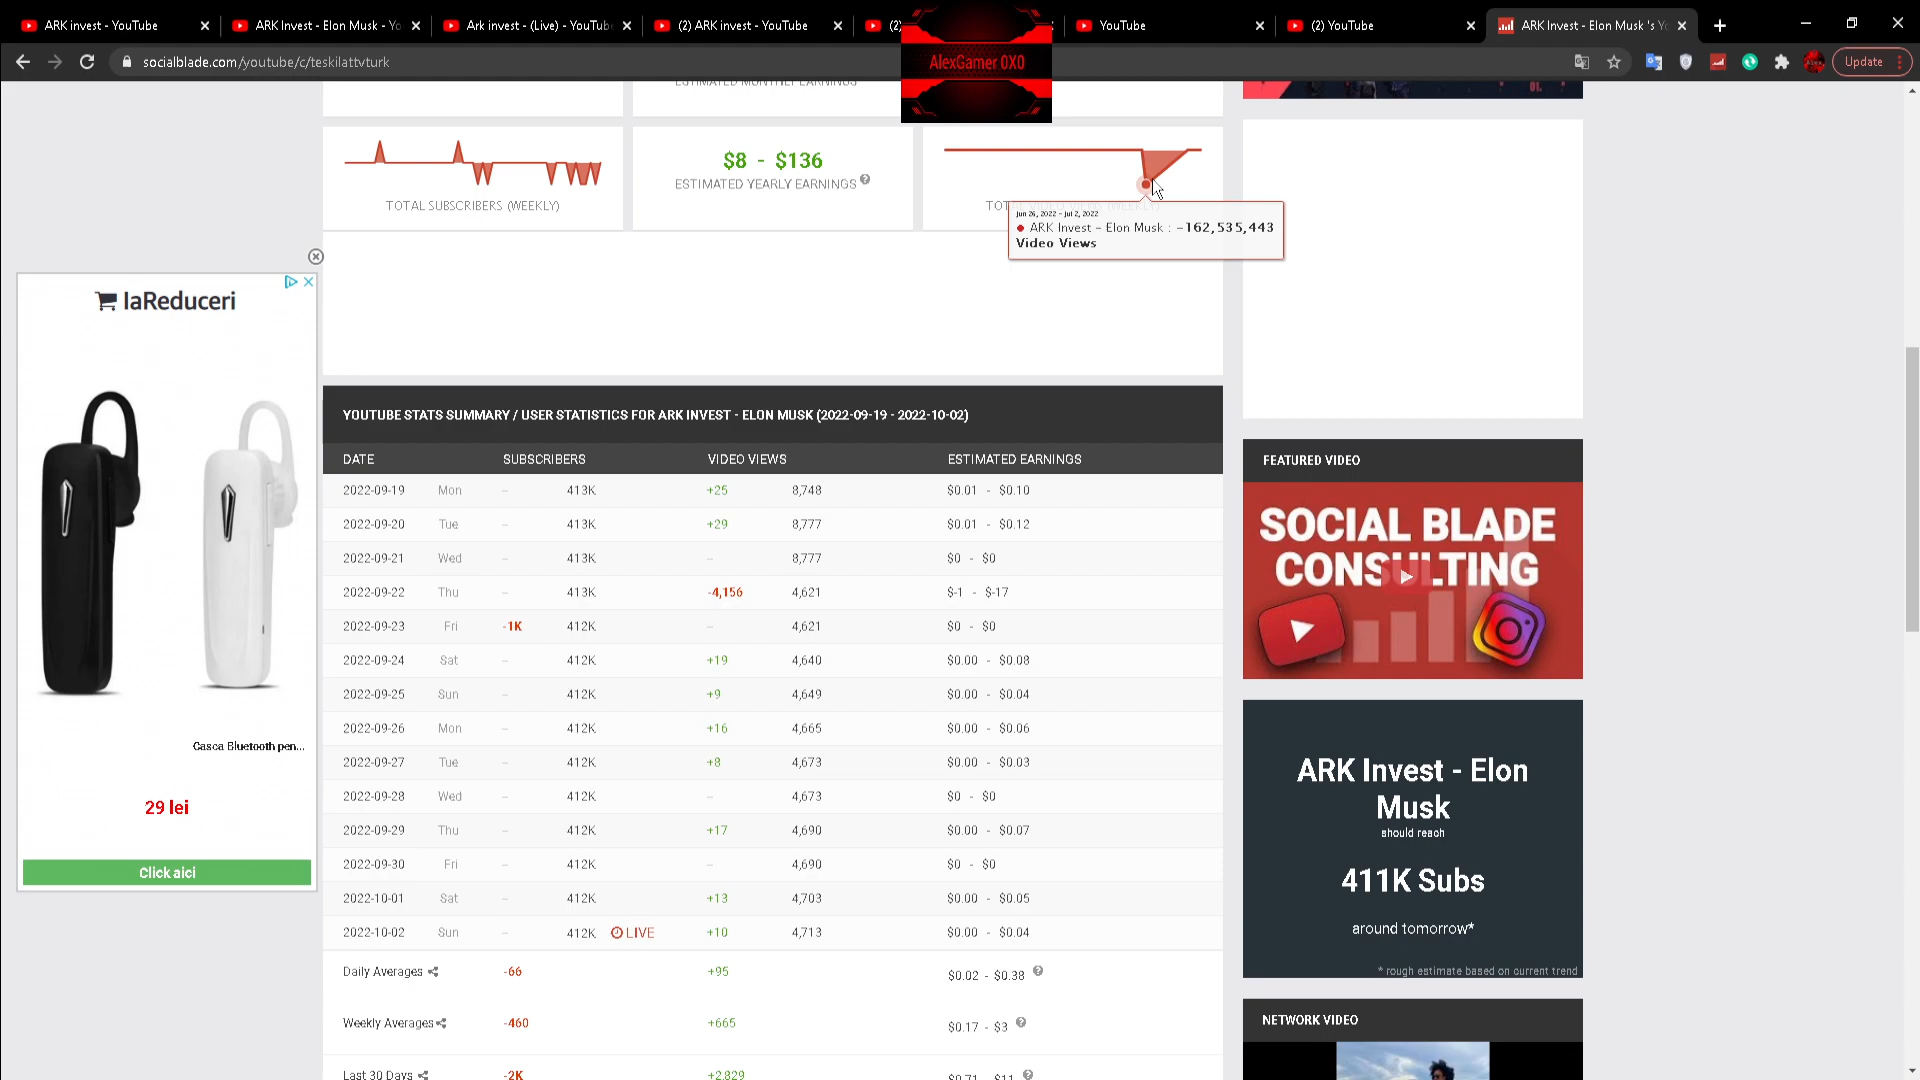 ARK invest - YouTube
ARK Invest - Elon Musk - Yo
Ark invest - (Live) - YouTube
(2) ARK invest - YouTube
(2)
YouTube
(2) YouTube
ARK Invest - Elon Musk 's Yo
socialblade.com/youtube/c/teskilattvturk
Update
AlexGamer 0X0
ESTIMATED MONTHLY EARNINGS
TOTAL SUBSCRIBERS (WEEKLY)
$8 - $136
ESTIMATED YEARLY EARNINGS
TOTAL VIDEO VIEWS (WEEKLY)
Jun 26, 2022 - Jul 2, 2022
ARK Invest - Elon Musk : -162,535,443
Video Views
laReduceri
Casca Bluetooth pen...
29 lei
Click aici
YOUTUBE STATS SUMMARY / USER STATISTICS FOR ARK INVEST - ELON MUSK (2022-09-19 - 2022-10-02)
DATE SUBSCRIBERS VIDEO VIEWS ESTIMATED EARNINGS
2022-09-19 Mon -- 413K +25 8,748 $0.01 - $0.10
2022-09-20 Tue -- 413K +29 8,777 $0.01 - $0.12
2022-09-21 Wed -- 413K -- 8,777 $0 - $0
2022-09-22 Thu -- 413K -4,156 4,621 $-1 - $-17
2022-09-23 Fri -1K 412K -- 4,621 $0 - $0
2022-09-24 Sat -- 412K +19 4,640 $0.00 - $0.08
2022-09-25 Sun -- 412K +9 4,649 $0.00 - $0.04
2022-09-26 Mon -- 412K +16 4,665 $0.00 - $0.06
2022-09-27 Tue -- 412K +8 4,673 $0.00 - $0.03
2022-09-28 Wed -- 412K -- 4,673 $0 - $0
2022-09-29 Thu -- 412K +17 4,690 $0.00 - $0.07
2022-09-30 Fri -- 412K -- 4,690 $0 - $0
2022-10-01 Sat -- 412K +13 4,703 $0.00 - $0.05
2022-10-02 Sun -- 412K LIVE +10 4,713 $0.00 - $0.04
Daily Averages -66 +95 $0.02 - $0.38
Weekly Averages -460 +665 $0.17 - $3
Last 30 Days -2K +2,829 $0.71 - $11
FEATURED VIDEO
SOCIAL BLADE
CONSULTING
ARK Invest - Elon
Musk
should reach
411K Subs
around tomorrow*
* rough estimate based on current trend
NETWORK VIDEO